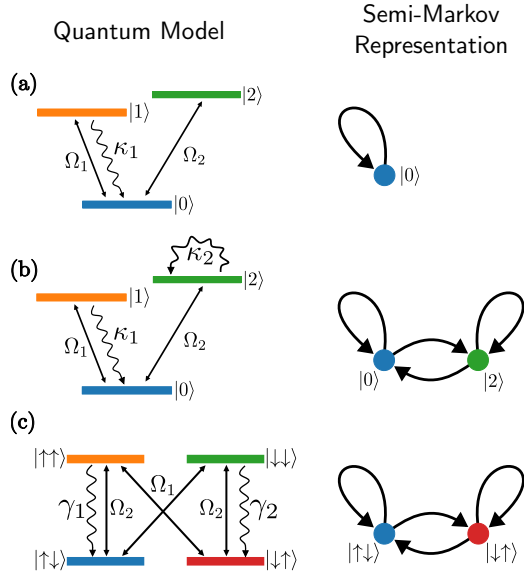 Quantum Model
Semi-Markov
Representation
(a)
|2⟩
|1⟩
Ω₁
κ₁
Ω₂
|0⟩
|0⟩
(b)
κ₂
|2⟩
|1⟩
Ω₁
κ₁
Ω₂
|0⟩
|0⟩
|2⟩
(c)
|↑↑⟩
|↓↓⟩
γ₁
Ω₂
Ω₁
Ω₂
γ₂
|↑↓⟩
|↓↑⟩
|↑↓⟩
|↓↑⟩